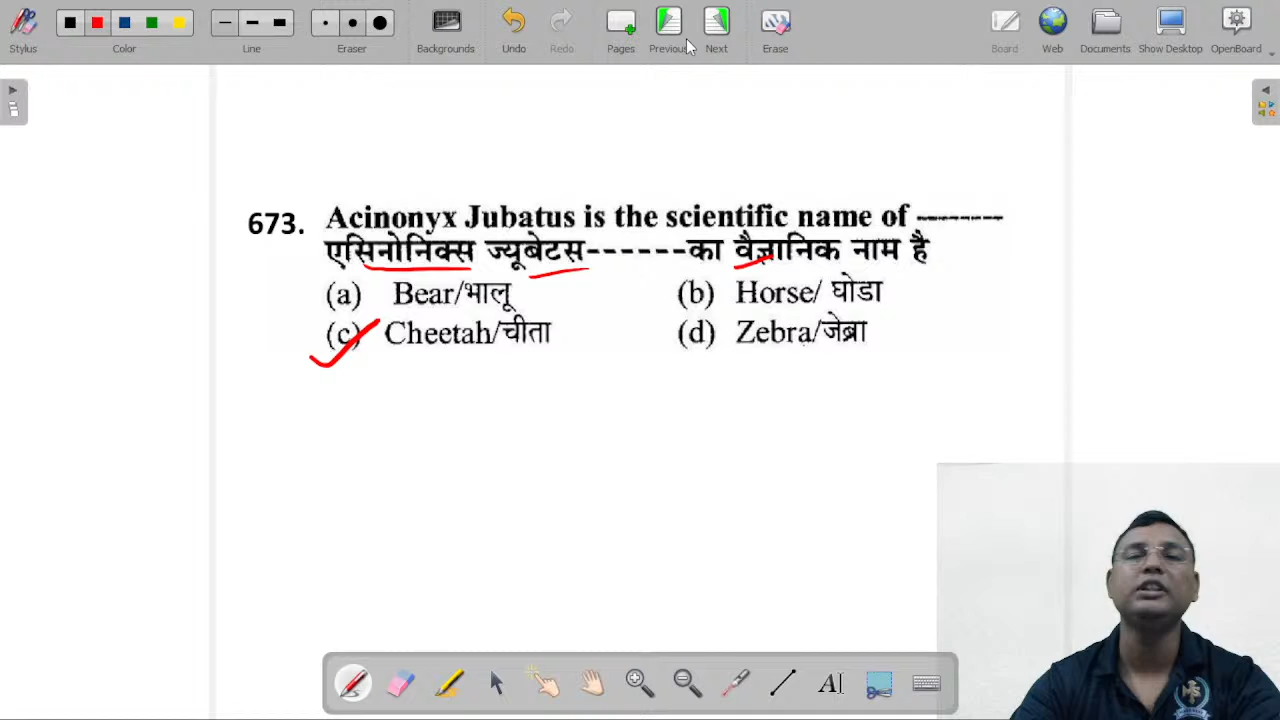 Stylus Color Line Eraser Backgrounds Undo Redo Pages Previous Next Erase Board Web Documents Show Desktop OpenBoard
673. Acinonyx Jubatus is the scientific name of -------
एसिनोनिक्स ज्यूबेटस------का वैज्ञानिक नाम है
(a) Bear/भालू (b) Horse/ घोडा
(c) Cheetah/चीता (d) Zebra/जेब्रा